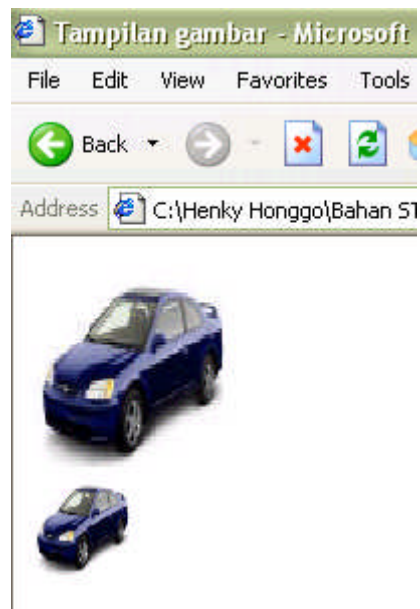 Tampilan gambar - Microsoft
File Edit View Favorites Tools
Back
Address C:\Henky Honggo\Bahan ST